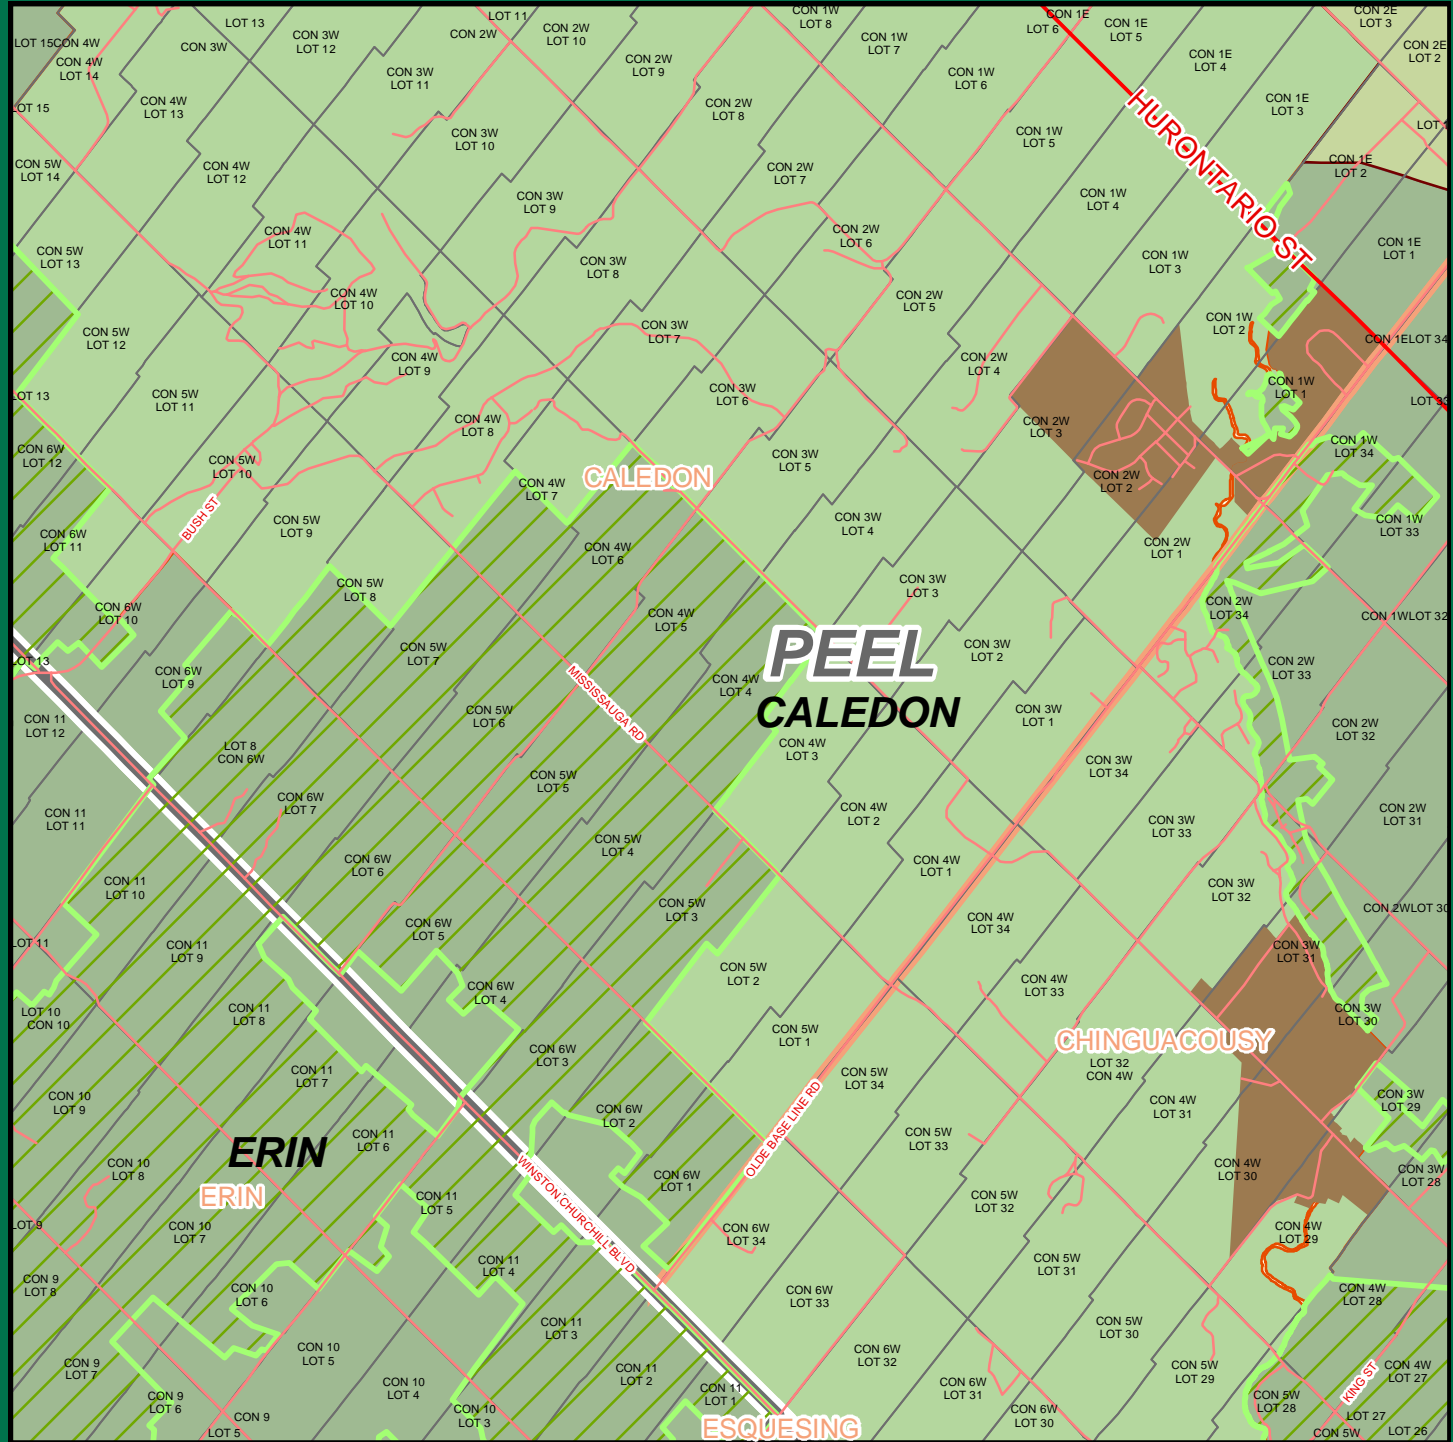 LOT 13
LOT 11
CON 1W
LOT 8
CON 1E
LOT 6
CON 2E
LOT 3
LOT 15
CON 4W
LOT 14
CON 3W
CON 3W
LOT 12
CON 2W
CON 2W
LOT 10
CON 1W
LOT 7
CON 1E
LOT 5
CON 2E
LOT 2
CON 3W
LOT 11
CON 2W
LOT 9
CON 1W
LOT 6
CON 1E
LOT 4
OT 15
CON 4W
LOT 13
CON 2W
LOT 8
CON 1E
LOT 3
HURONTARIO ST
CON 3W
LOT 10
CON 1W
LOT 5
CON 1E
LOT 2
CON 5W
LOT 14
CON 4W
LOT 12
CON 2W
LOT 7
CON 3W
LOT 9
CON 1W
LOT 4
CON 4W
LOT 11
CON 2W
LOT 6
CON 1E
LOT 1
CON 5W
LOT 13
CON 3W
LOT 8
CON 1W
LOT 3
CON 4W
LOT 10
CON 2W
LOT 5
CON 5W
LOT 12
CON 3W
LOT 7
CON 1W
LOT 2
CON 1E
LOT 34
CON 4W
LOT 9
CON 2W
LOT 4
CON 1W
LOT 1
OT 13
CON 5W
LOT 11
CON 3W
LOT 6
LOT 33
CON 4W
LOT 8
CON 2W
LOT 3
CON 1W
LOT 34
CON 6W
LOT 12
CON 5W
LOT 10
CALEDON
CON 3W
LOT 5
CON 2W
LOT 2
CON 4W
LOT 7
BUSH ST
CON 5W
LOT 9
CON 3W
LOT 4
CON 1W
LOT 33
CON 6W
LOT 11
CON 4W
LOT 6
CON 2W
LOT 1
CON 5W
LOT 8
CON 3W
LOT 3
CON 6W
LOT 10
CON 4W
LOT 5
CON 2W
LOT 34
CON 1W
LOT 32
PEEL
CALEDON
CON 5W
LOT 7
CON 3W
LOT 2
LOT 13
CON 6W
LOT 9
MISSISSAUGA RD
CON 4W
LOT 4
CON 2W
LOT 33
CON 11
LOT 12
CON 5W
LOT 6
CON 3W
LOT 1
CON 2W
LOT 32
LOT 8
CON 6W
CON 4W
LOT 3
CON 3W
LOT 34
CON 5W
LOT 5
CON 6W
LOT 7
CON 4W
LOT 2
CON 2W
LOT 31
CON 11
LOT 11
CON 3W
LOT 33
CON 5W
LOT 4
CON 6W
LOT 6
CON 4W
LOT 1
CON 11
LOT 10
CON 3W
LOT 32
CON 5W
LOT 3
CON 2W
LOT 30
CON 6W
LOT 5
CON 4W
LOT 34
LOT 11
CON 11
LOT 9
CON 3W
LOT 31
CON 5W
LOT 2
CON 4W
LOT 33
CON 6W
LOT 4
LOT 10
CON 10
CON 11
LOT 8
CON 3W
LOT 30
CON 5W
LOT 1
CHINGUACOUSY
CON 6W
LOT 3
LOT 32
CON 4W
CON 11
LOT 7
CON 5W
LOT 34
CON 10
LOT 9
CON 4W
LOT 31
CON 3W
LOT 29
OLDE BASE LINE RD
CON 6W
LOT 2
ERIN
CON 11
LOT 6
CON 5W
LOT 33
CON 10
LOT 8
CON 4W
LOT 30
CON 3W
LOT 28
ERIN
CON 6W
LOT 1
CON 11
LOT 5
WINSTON CHURCHILL BLVD
CON 5W
LOT 32
LOT 9
CON 10
LOT 7
CON 6W
LOT 34
CON 4W
LOT 29
CON 11
LOT 4
CON 5W
LOT 31
CON 9
LOT 8
CON 10
LOT 6
CON 6W
LOT 33
CON 4W
LOT 28
CON 11
LOT 3
CON 5W
LOT 30
CON 10
LOT 5
CON 6W
LOT 32
CON 9
LOT 7
CON 11
LOT 2
CON 5W
LOT 29
CON 4W
LOT 27
CON 10
LOT 4
CON 11
LOT 1
CON 6W
LOT 31
KING ST
CON 9
LOT 6
CON 5W
LOT 28
CON 10
LOT 3
CON 6W
LOT 30
CON 9
LOT 5
LOT 27
CON 5W
LOT 26
ESQUESING